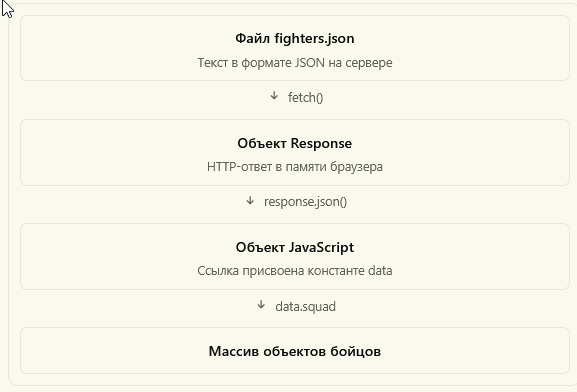 Файл fighters.json
Текст в формате JSON на сервере
↓ fetch()
Объект Response
HTTP-ответ в памяти браузера
↓ response.json()
Объект JavaScript
Ссылка присвоена константе data
↓ data.squad
Массив объектов бойцов